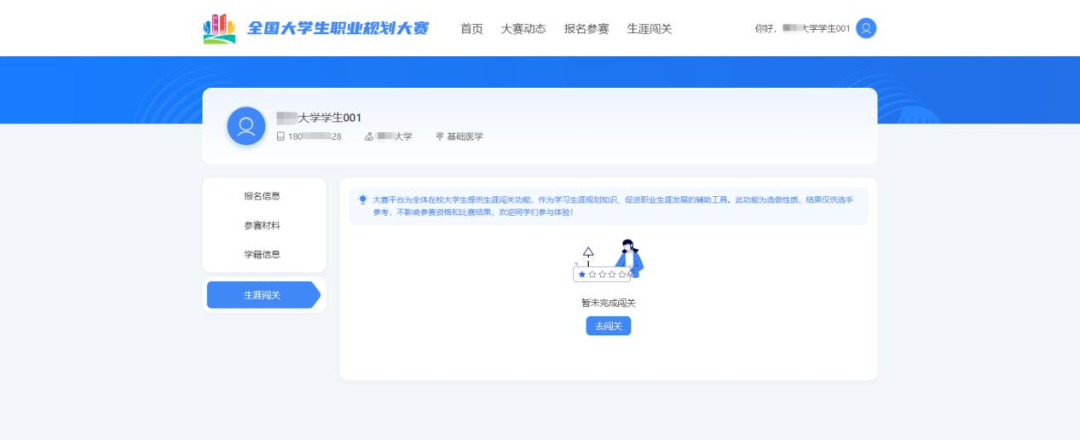 全国大学生职业规划大赛
首页 大赛动态 报名参赛 生涯闯关
你好, 大学学生001
大学学生001
180 28 大学 基础医学
报名信息
参赛材料
学籍信息
生涯闯关
大赛平台为全体在校大学生提供生涯闯关功能，作为学习生涯规划知识，促进职业生涯发展的辅助工具。此功能为选做性质，结果仅供选手
参考，不影响参赛资格和比赛结果，欢迎同学们参与体验！
暂未完成闯关
去闯关